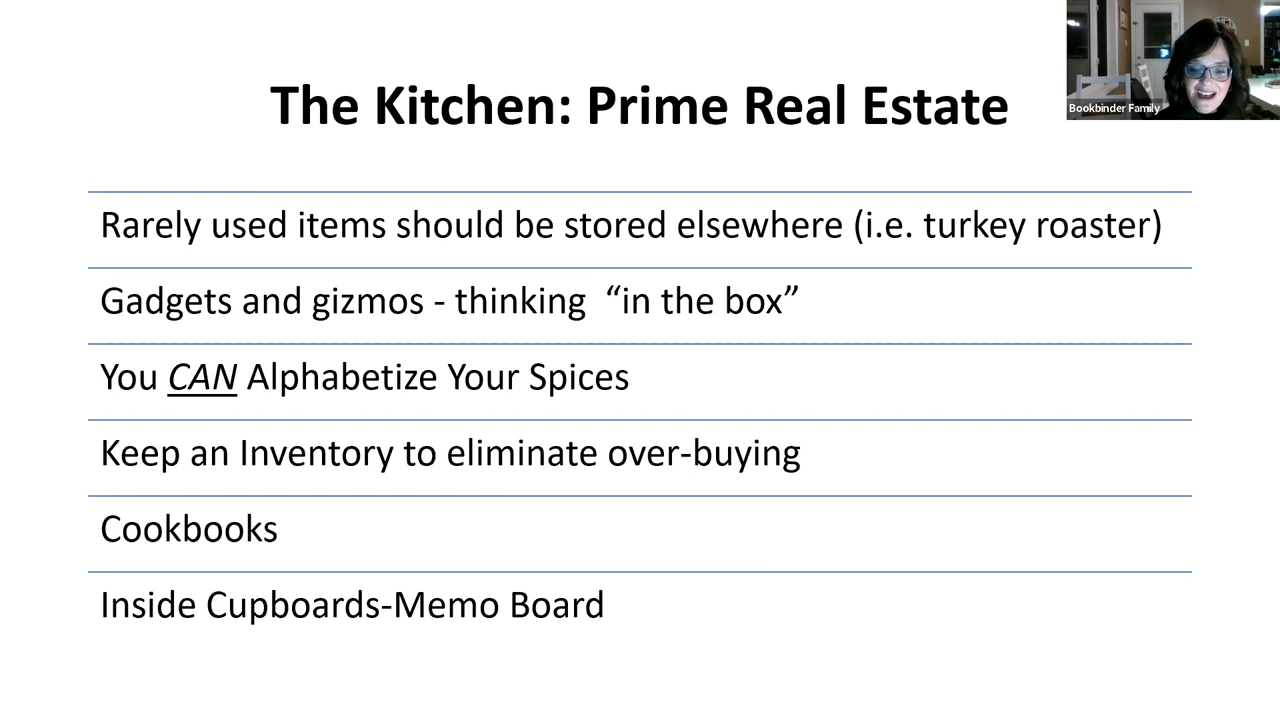 The Kitchen: Prime Real Estate
Bookbinder Family
Rarely used items should be stored elsewhere (i.e. turkey roaster)
Gadgets and gizmos - thinking  “in the box”
You CAN Alphabetize Your Spices
Keep an Inventory to eliminate over-buying
Cookbooks
Inside Cupboards-Memo Board